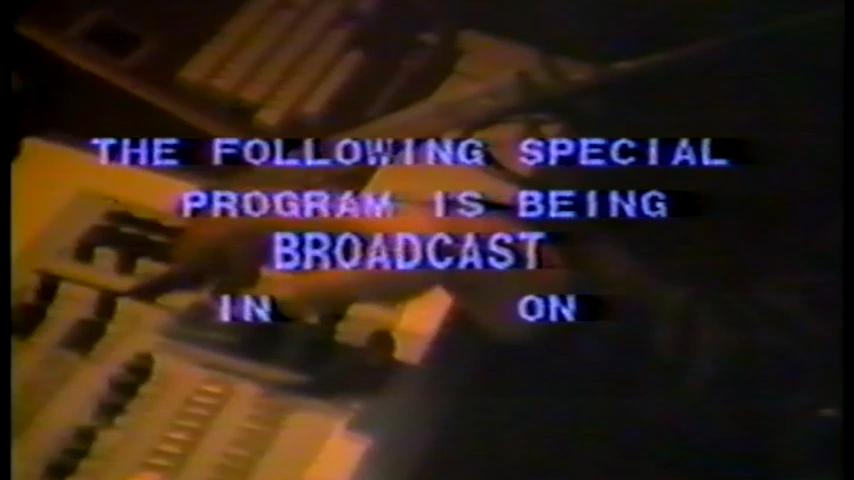 THE FOLLOWING SPECIAL
PROGRAM IS BEING
BROADCAST
IN ON